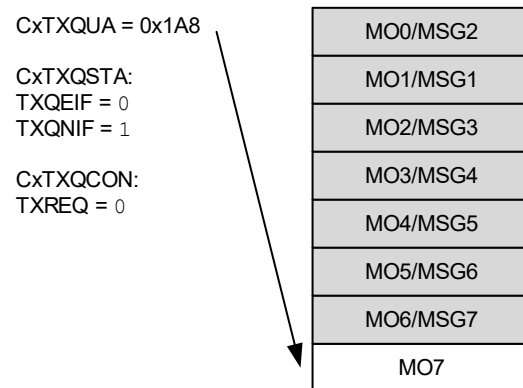 CxTXQUA = 0x1A8
CxTXQSTA:
TXQEIF = 0
TXQNIF = 1
CxTXQCON:
TXREQ = 0
MO0/MSG2
MO1/MSG1
MO2/MSG3
MO3/MSG4
MO4/MSG5
MO5/MSG6
MO6/MSG7
MO7